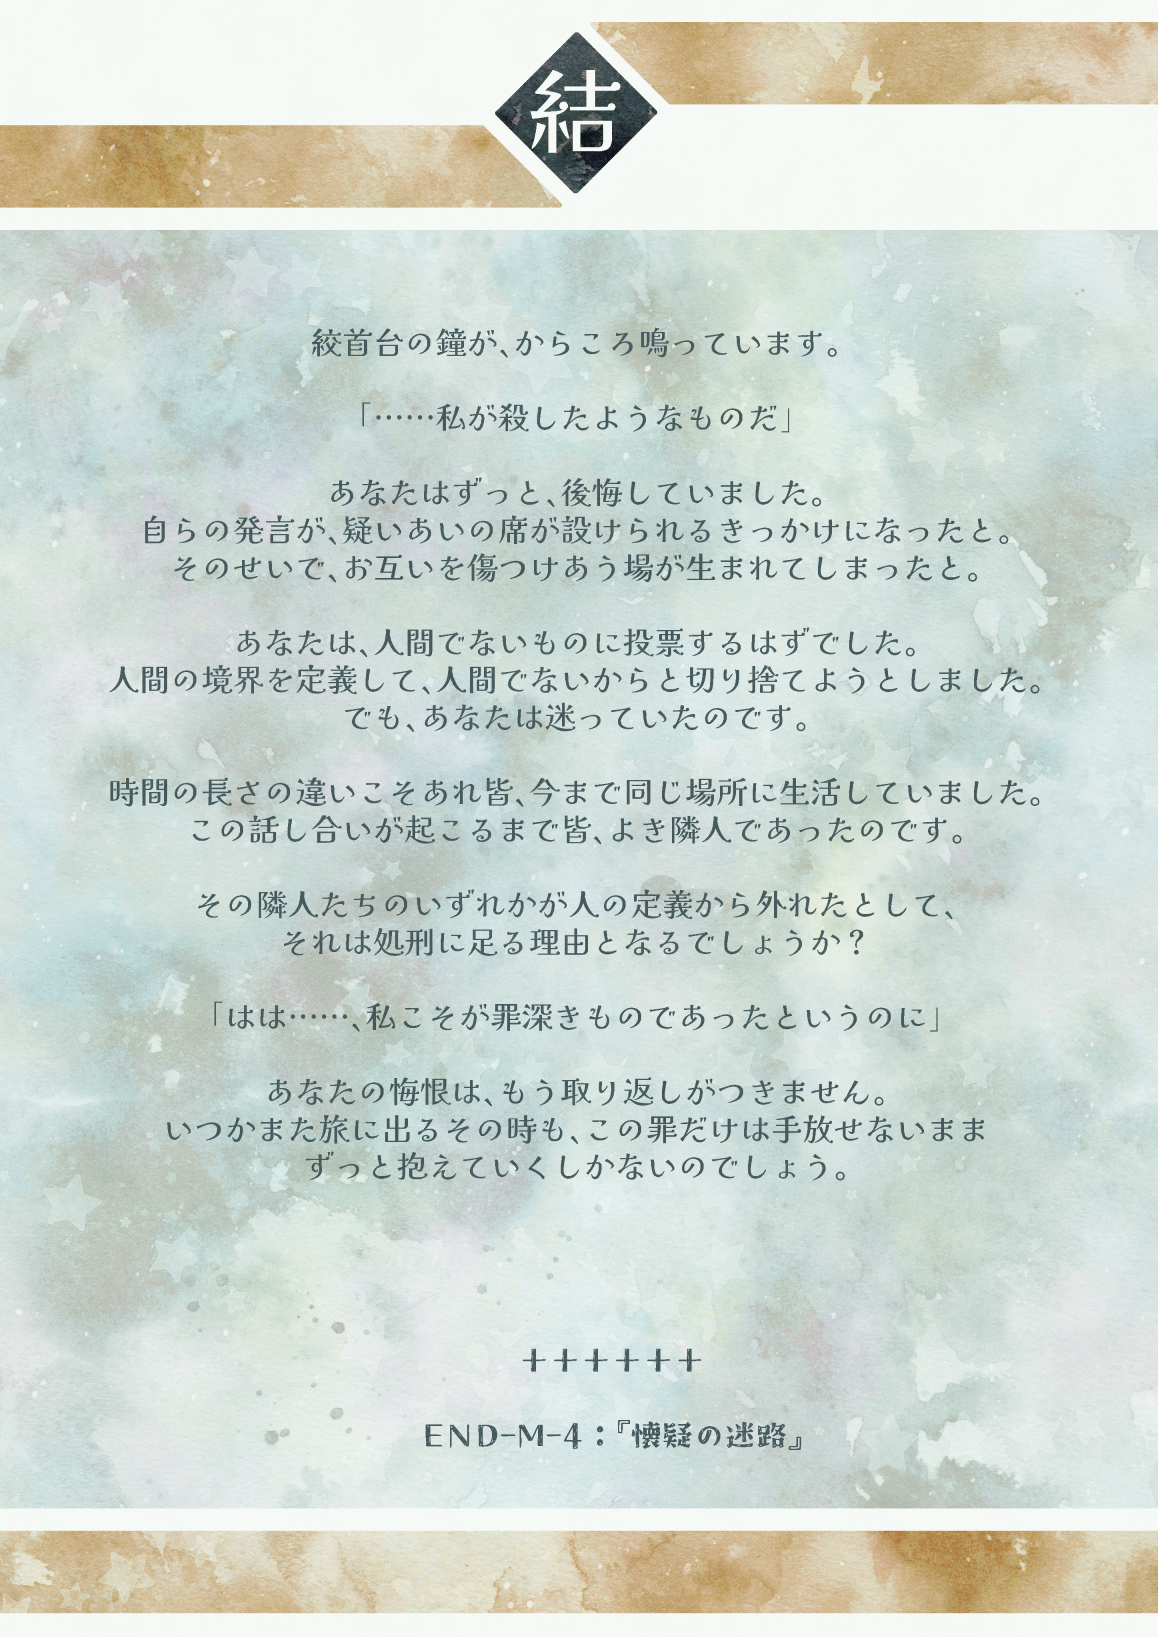 結
絞首台の鐘が、からころ鳴っています。
「……私が殺したようなものだ」
あなたはずっと、後悔していました。
自らの発言が、疑いあいの席が設けられるきっかけになったと。
そのせいで、お互いを傷つけあう場が生まれてしまったと。
あなたは、人間でないものに投票するはずでした。
人間の境界を定義して、人間でないからと切り捨てようとしました。
でも、あなたは迷っていたのです。
時間の長さの違いこそあれ皆、今まで同じ場所に生活していました。
この話し合いが起こるまで皆、よき隣人であったのです。
その隣人たちのいずれかが人の定義から外れたとして、
それは処刑に足る理由となるでしょうか？
「はは……、私こそが罪深きものであったというのに」
あなたの悔恨は、もう取り返しがつきません。
いつかまた旅に出るその時も、この罪だけは手放せないまま
ずっと抱えていくしかないのでしょう。
++++++
END-M-4：『懐疑の迷路』